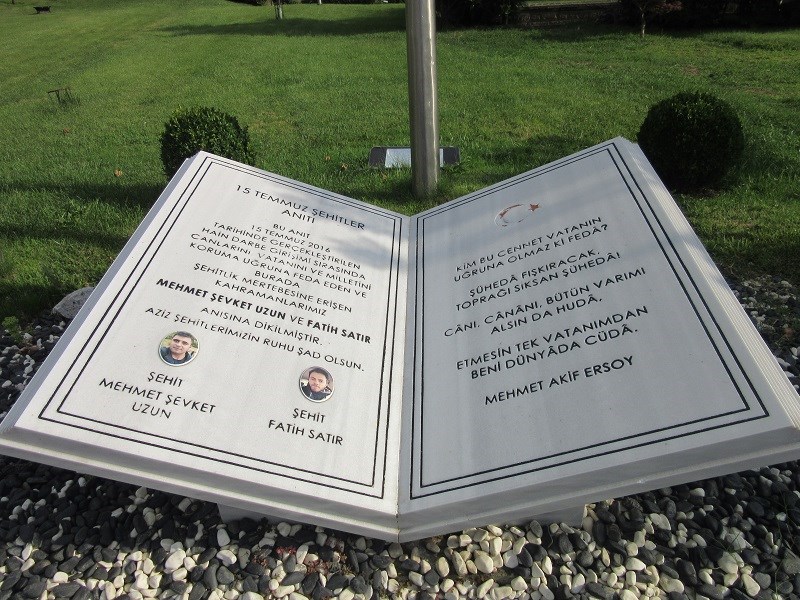 15 TEMMUZ ŞEHİTLER
ANITI
BU ANIT
15 TEMMUZ 2016
TARİHİNDE GERÇEKLEŞTİRİLEN
HAİN DARBE GİRİŞİMİ SIRASINDA
CANLARINI, VATANINI VE MİLLETİNİ
KORUMA UĞRUNA FEDA EDEN VE
BURADA
ŞEHİTLİK MERTEBESİNE ERİŞEN
KAHRAMANLARIMIZ
MEHMET ŞEVKET UZUN VE FATİH SATIR
ANISINA DİKİLMİŞTİR.
AZİZ ŞEHİTLERİMİZİN RUHU ŞAD OLSUN.
ŞEHİT
MEHMET ŞEVKET
UZUN
ŞEHİT
FATİH SATIR
KİM BU CENNET VATANIN
UĞRUNA OLMAZ Kİ FEDÂ?
ŞÜHEDÂ FIŞKIRACAK,
TOPRAĞI SIKSAN ŞÜHEDÂ!
CÂNI, CÂNÂNI, BÜTÜN VARIMI
ALSIN DA HUDÂ,
ETMESİN TEK VATANIMDAN
BENİ DÜNYÂDA CÜDÂ.
MEHMET AKİF ERSOY